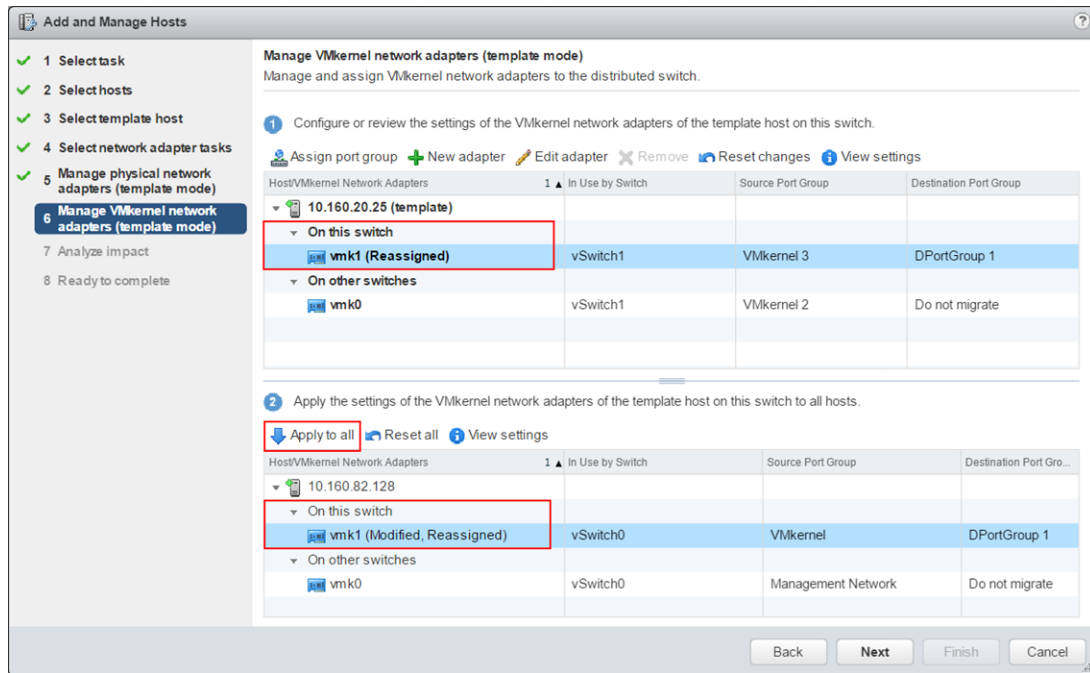 Add and Manage Hosts
?
1 Select task
2 Select hosts
3 Select template host
4 Select network adapter tasks
5 Manage physical network
adapters (template mode)
6 Manage VMkernel network
adapters (template mode)
7 Analyze impact
8 Ready to complete
Manage VMkernel network adapters (template mode)
Manage and assign VMkernel network adapters to the distributed switch.
1 Configure or review the settings of the VMkernel network adapters of the template host on this switch.
Assign port group New adapter Edit adapter Remove Reset changes View settings
Host/VMkernel Network Adapters 1 ▲ In Use by Switch Source Port Group Destination Port Group
10.160.20.25 (template)
On this switch
vmk1 (Reassigned) vSwitch1 VMkernel 3 DPortGroup 1
On other switches
vmk0 vSwitch1 VMkernel 2 Do not migrate
2 Apply the settings of the VMkernel network adapters of the template host on this switch to all hosts.
Apply to all Reset all View settings
Host/VMkernel Network Adapters 1 ▲ In Use by Switch Source Port Group Destination Port Gro...
10.160.82.128
On this switch
vmk1 (Modified, Reassigned) vSwitch0 VMkernel DPortGroup 1
On other switches
vmk0 vSwitch0 Management Network Do not migrate
Back Next Finish Cancel